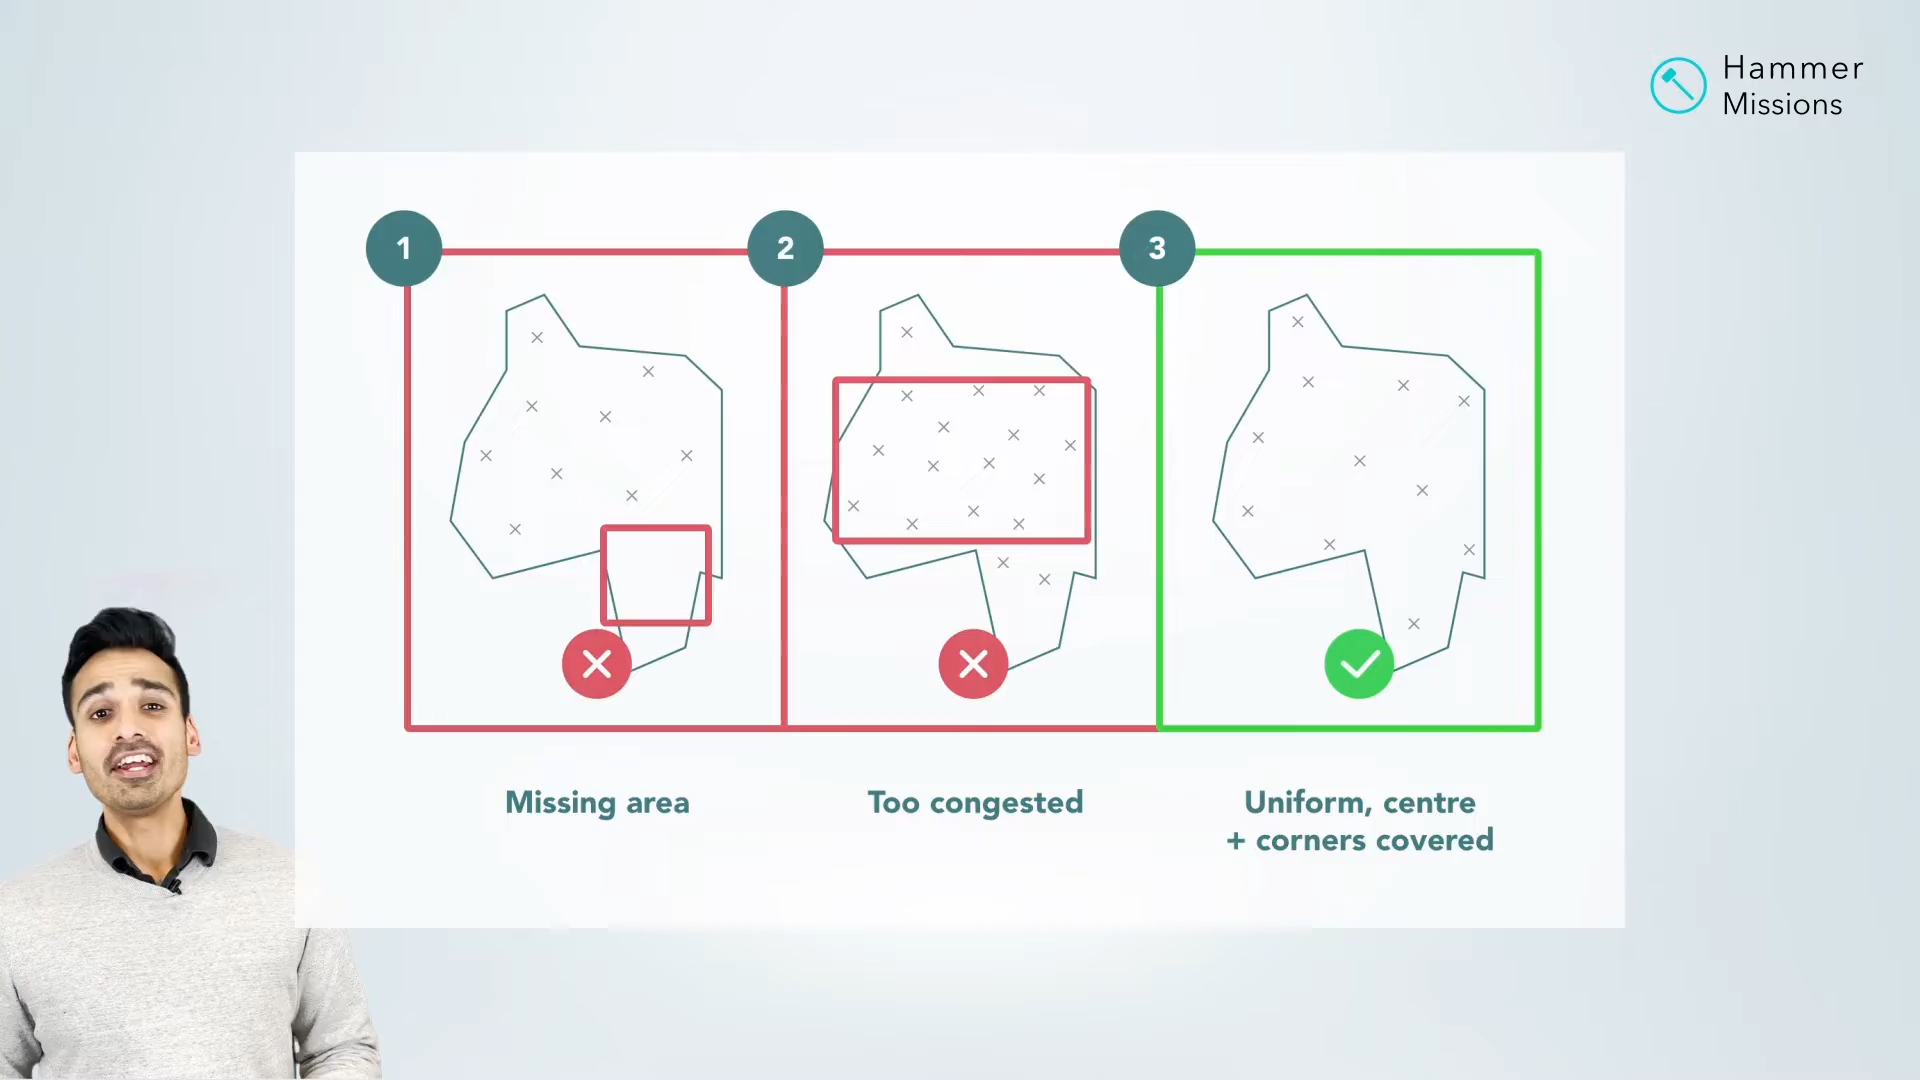 Hammer
Missions
1
2
3
Missing area
Too congested
Uniform, centre
+ corners covered